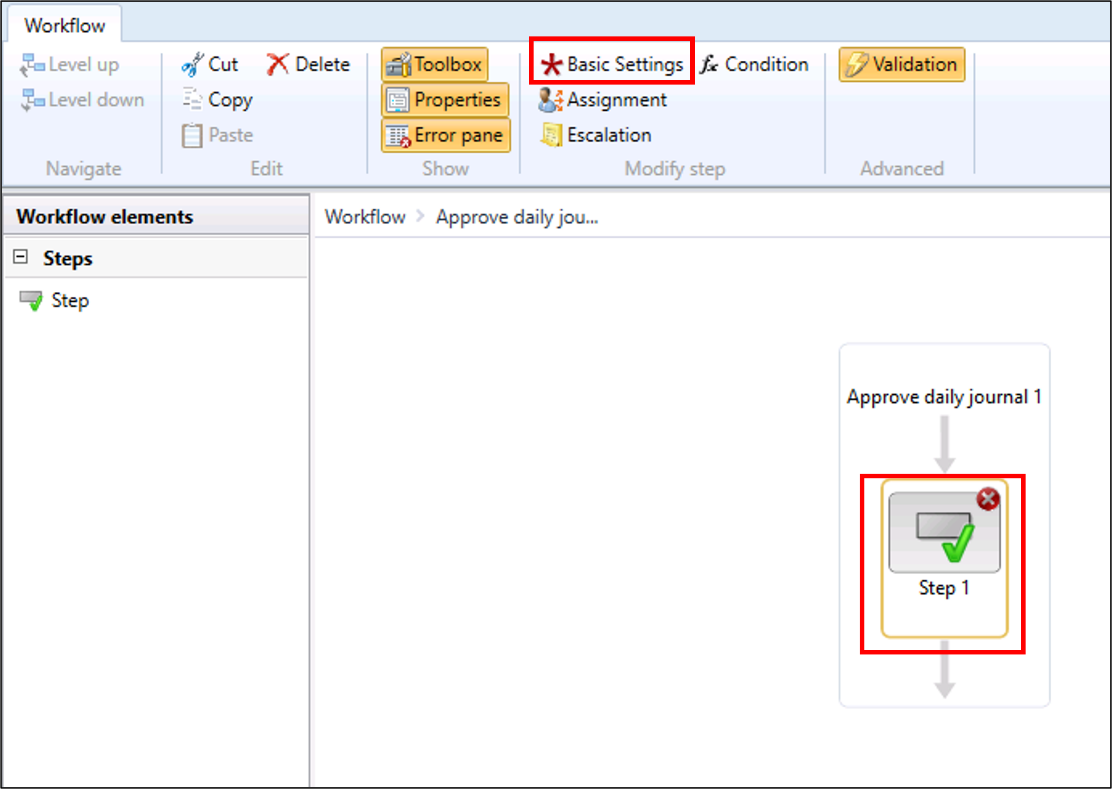 Workflow
Level up
Level down
Navigate
Cut
Delete
Copy
Paste
Edit
Toolbox
Properties
Error pane
Show
Basic Settings
fx Condition
Assignment
Escalation
Modify step
Validation
Advanced
Workflow elements
Steps
Step
Workflow > Approve daily jou...
Approve daily journal 1
Step 1